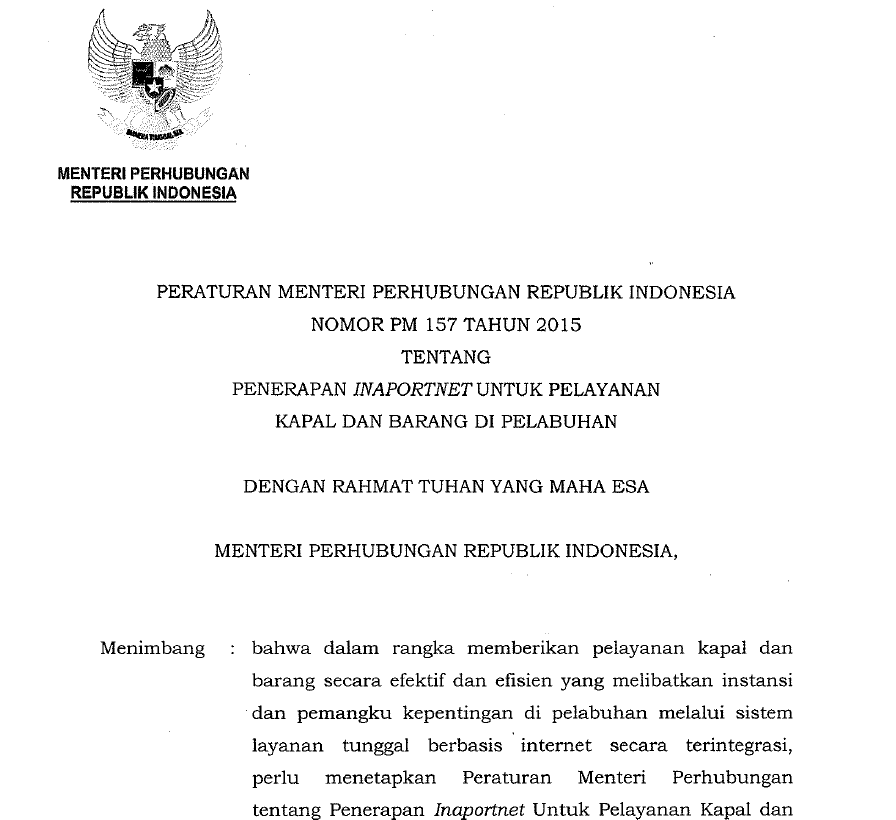 MENTERI PERHUBUNGAN
REPUBLIK INDONESIA
PERATURAN MENTERI PERHUBUNGAN REPUBLIK INDONESIA
NOMOR PM 157 TAHUN 2015
TENTANG
PENERAPAN INAPORTNET UNTUK PELAYANAN
KAPAL DAN BARANG DI PELABUHAN
DENGAN RAHMAT TUHAN YANG MAHA ESA
MENTERI PERHUBUNGAN REPUBLIK INDONESIA,
Menimbang : bahwa dalam rangka memberikan pelayanan kapal dan
barang secara efektif dan efisien yang melibatkan instansi
dan pemangku kepentingan di pelabuhan melalui sistem
layanan tunggal berbasis internet secara terintegrasi,
perlu menetapkan Peraturan Menteri Perhubungan
tentang Penerapan Inaportnet Untuk Pelayanan Kapal dan